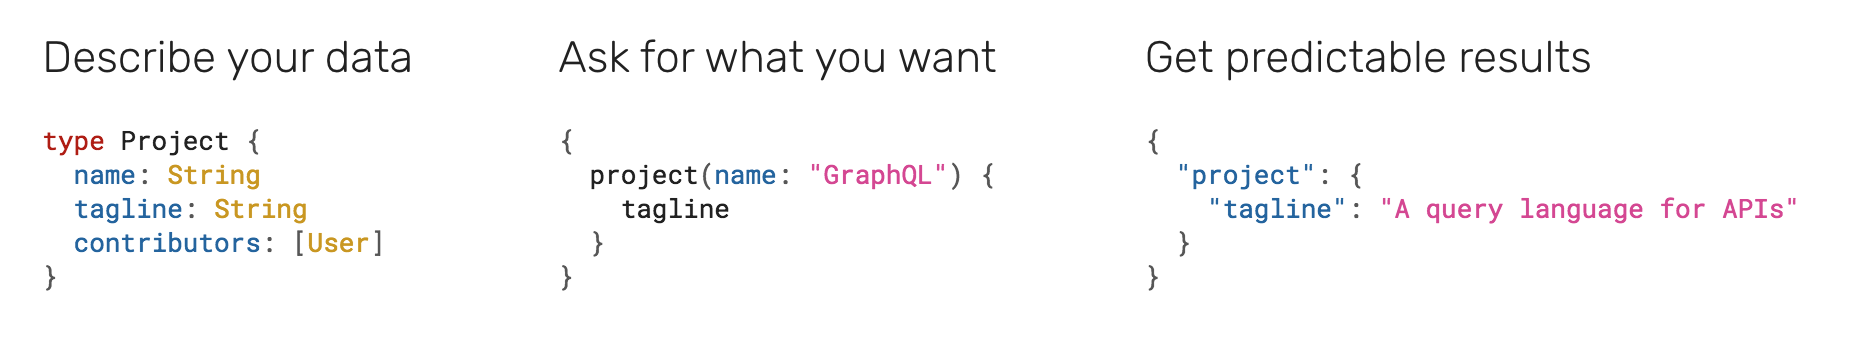 Describe your data
type Project {
  name: String
  tagline: String
  contributors: [User]
}
Ask for what you want
{
  project(name: "GraphQL") {
    tagline
  }
}
Get predictable results
{
  "project": {
    "tagline": "A query language for APIs"
  }
}